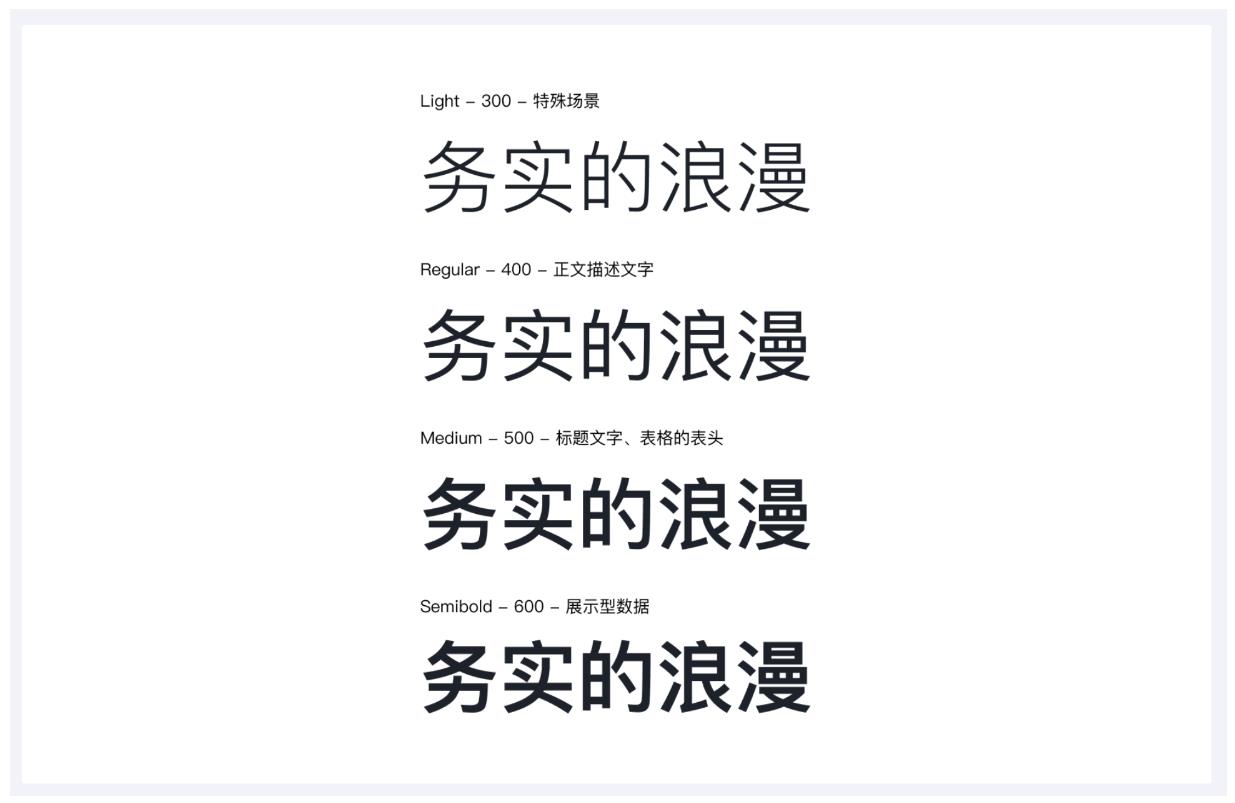 Light – 300 – 特殊场景
务实的浪漫
Regular – 400 – 正文描述文字
务实的浪漫
Medium – 500 – 标题文字、表格的表头
务实的浪漫
Semibold – 600 – 展示型数据
务实的浪漫